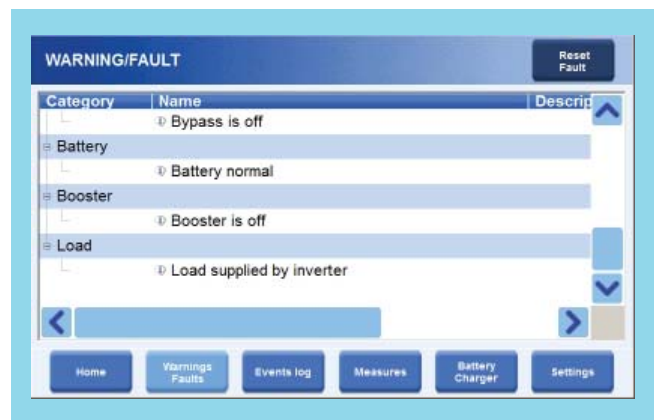 WARNING/FAULT
Reset
Fault
Category Name Descrip
Bypass is off
Battery
Battery normal
Booster
Booster is off
Load
Load supplied by inverter
Home
Warnings
Faults
Events log
Measures
Battery
Charger
Settings